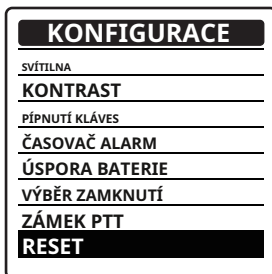 KONFIGURACE
SVÍTILNA
KONTRAST
PÍPNUTÍ KLÁVES
ČASOVAČ ALARM
ÚSPORA BATERIE
VÝBĚR ZAMKNUTÍ
ZÁMEK PTT
RESET